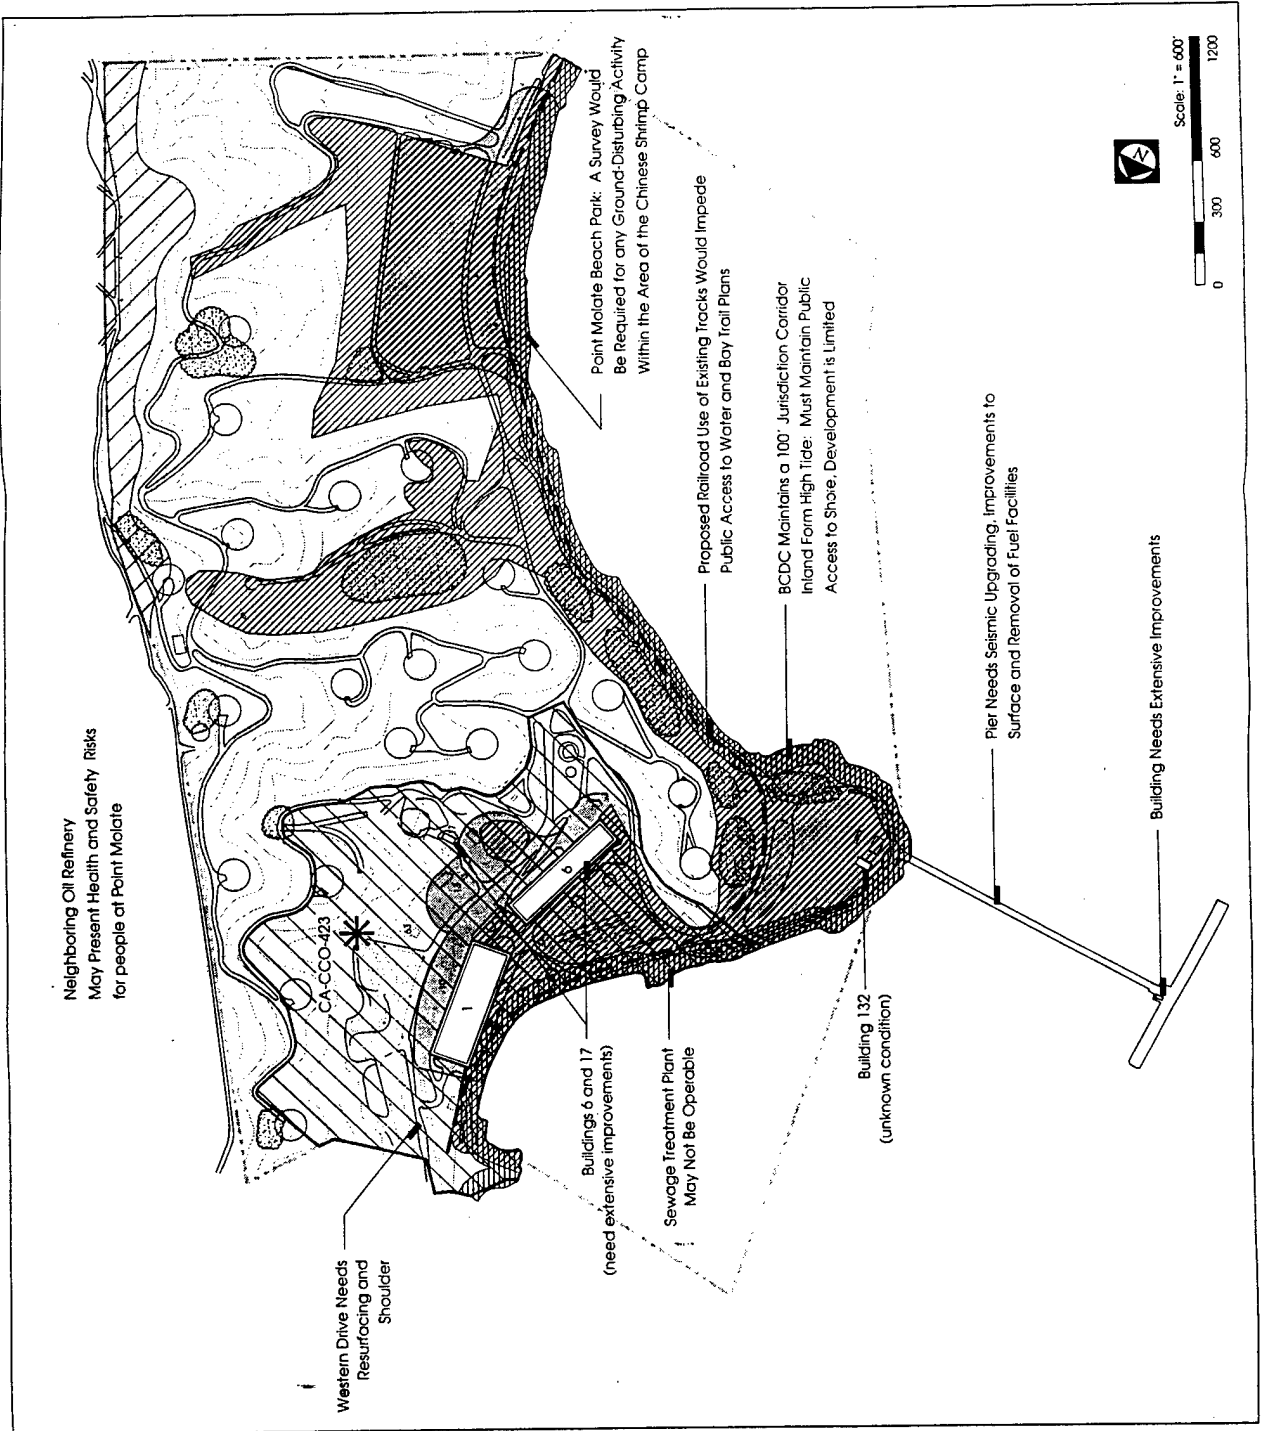 Neighboring Oil Refinery
May Present Health and Safety Risks
for people at Point Molate
Western Drive Needs
Resurfacing and
Shoulder
CA-CCO-423
3
1
6
Buildings 6 and 17
(need extensive improvements)
Sewage Treatment Plant
May Not Be Operable
Building 132
(unknown condition)
Point Molate Beach Park: A Survey Would
Be Required for any Ground-Disturbing Activity
Within the Area of the Chinese Shrimp Camp
Proposed Railroad Use of Existing Tracks Would Impede
Public Access to Water and Bay Trail Plans
BCDC Maintains a 100' Jurisdiction Corridor
Inland Form High Tide: Must Maintain Public
Access to Shore, Development is Limited
Pier Needs Seismic Upgrading, Improvements to
Surface and Removal of Fuel Facilities
Building Needs Extensive Improvements
N
Scale: 1" = 600'
0 300 600 1200